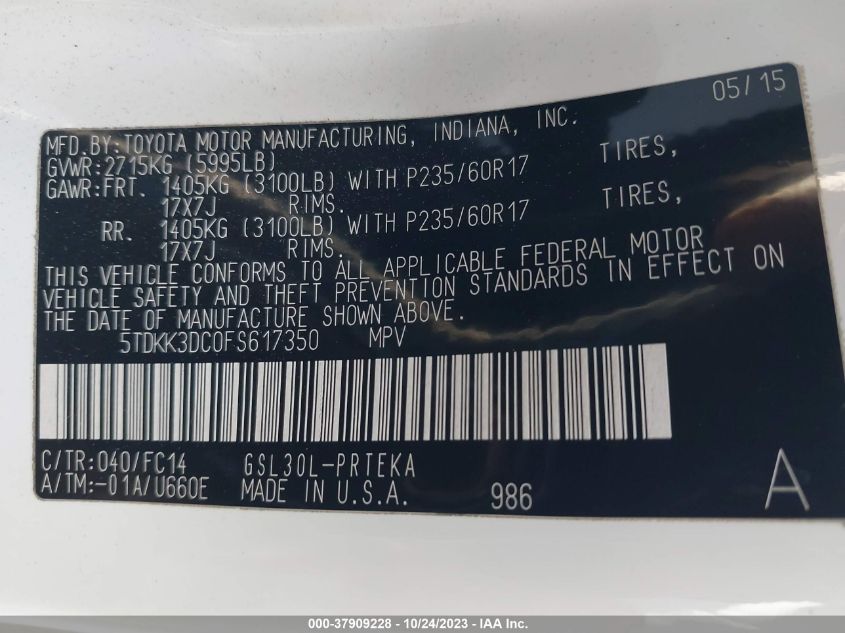 05/15
MFD.BY:TOYOTA MOTOR MANUFACTURING, INDIANA, INC.
GVWR:2715KG (5995LB)
GAWR:FRT. 1405KG (3100LB) WITH P235/60R17 TIRES,
17X7J RIMS.
RR. 1405KG (3100LB) WITH P235/60R17 TIRES,
17X7J RIMS.
THIS VEHICLE CONFORMS TO ALL APPLICABLE FEDERAL MOTOR
VEHICLE SAFETY AND THEFT PREVENTION STANDARDS IN EFFECT ON
THE DATE OF MANUFACTURE SHOWN ABOVE.
5TDKK3DC0FS617350 MPV
C/TR:040/FC14 GSL30L-PRTEKA
A/TM:-01A/U660E MADE IN U.S.A. 986 A
000-37909228 - 10/24/2023 - IAA Inc.